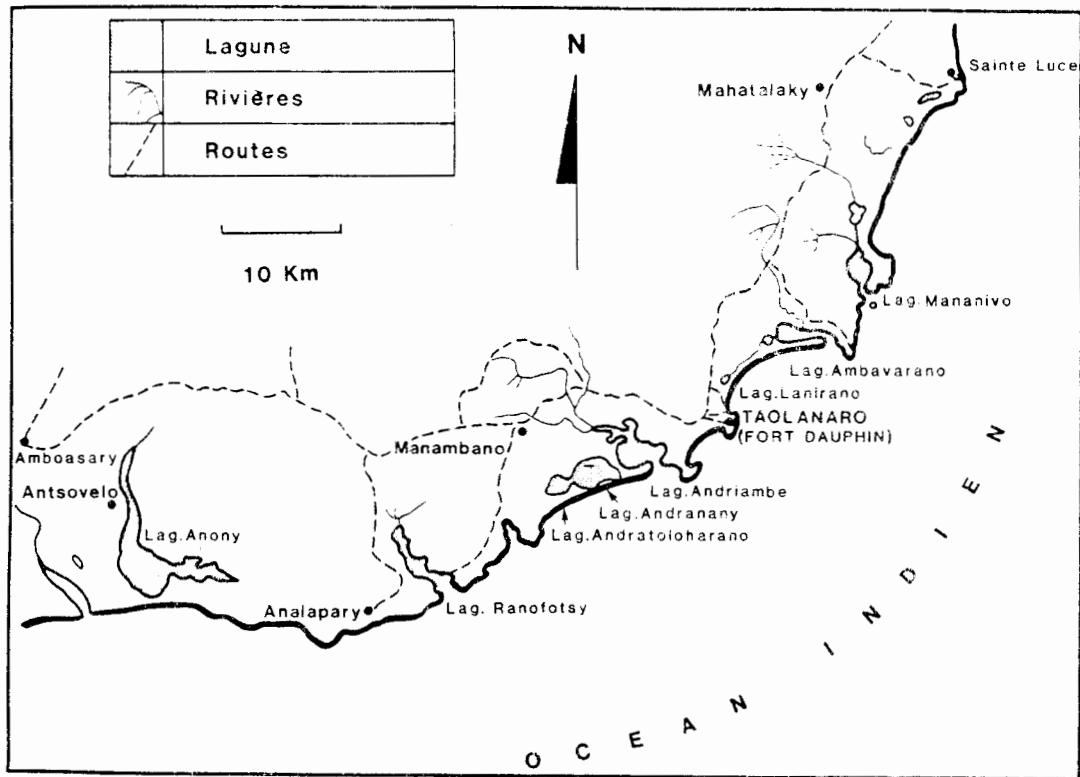 Lagune
Rivières
Routes
N
10 Km
Sainte Luce
Mahatalaky
Lag. Mananivo
Lag. Ambavarano
Lag. Lanirano
TAOLANARO
(FORT DAUPHIN)
Manambano
Amboasary
Antsovelo
Lag. Anony
Lag. Andriambe
Lag. Andranany
Lag. Andratoloharano
Analapary
Lag. Ranofotsy
OCEAN INDIEN